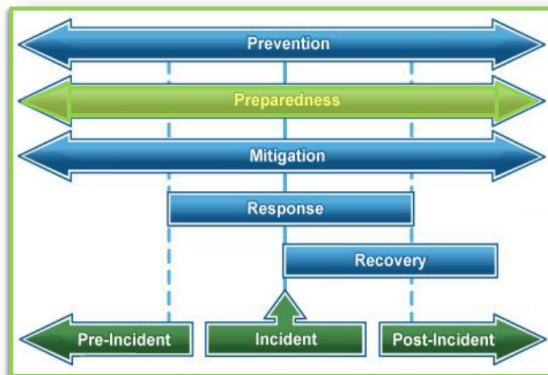 Prevention
Preparedness
Mitigation
Response
Recovery
Pre-Incident
Incident
Post-Incident